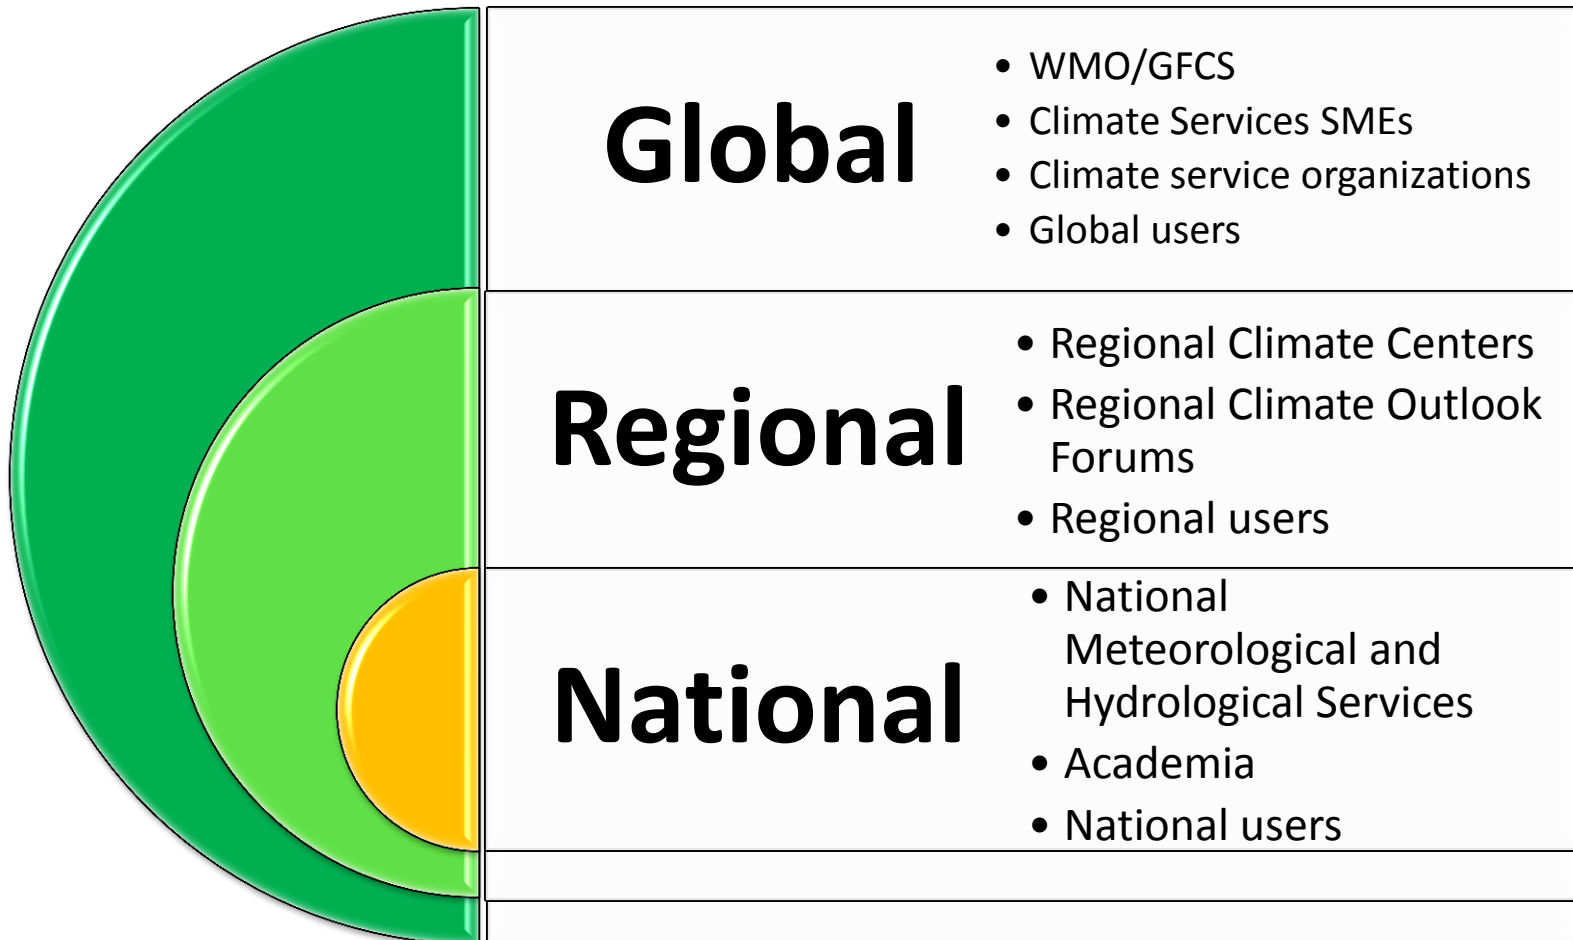 Global
• WMO/GFCS
• Climate Services SMEs
• Climate service organizations
• Global users
Regional
• Regional Climate Centers
• Regional Climate Outlook
Forums
• Regional users
National
• National
Meteorological and
Hydrological Services
• Academia
• National users